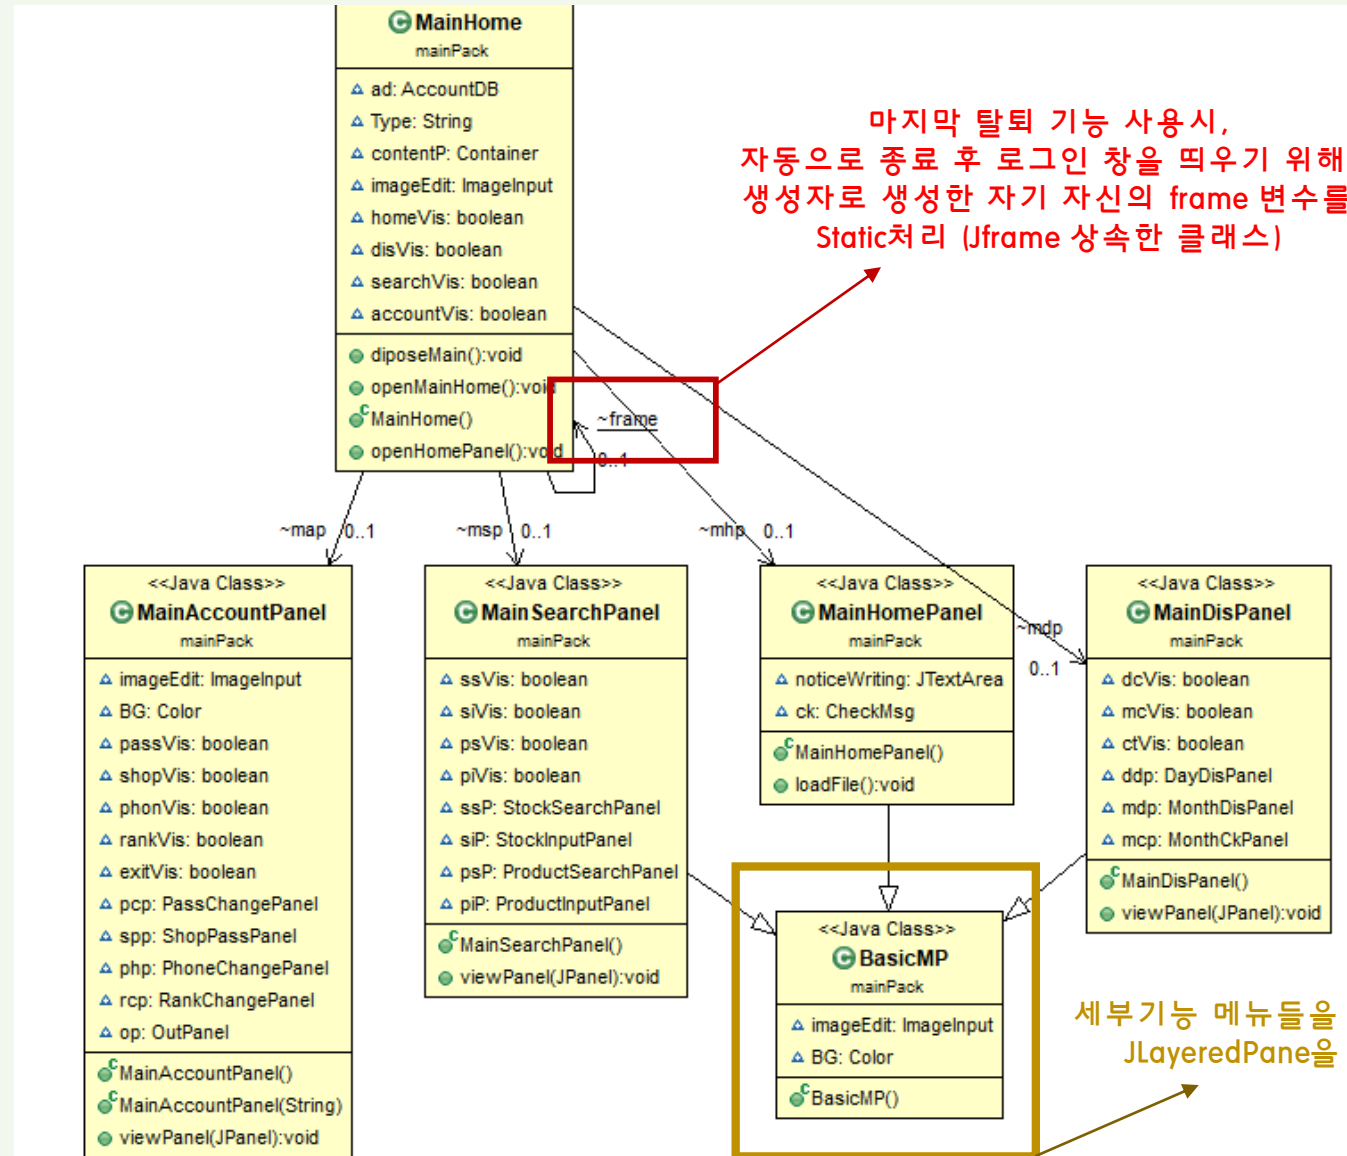 MainHome
mainPack
ad: AccountDB
Type: String
contentP: Container
imageEdit: ImageInput
homeVis: boolean
disVis: boolean
searchVis: boolean
accountVis: boolean
diposeMain():void
openMainHome():void
MainHome()
openHomePanel():void
마지막 탈퇴 기능 사용시,
자동으로 종료 후 로그인 창을 띄우기 위해
생성자로 생성한 자기 자신의 frame 변수를
Static처리 (Jframe 상속한 클래스)
~frame
0..1
~map 0..1
~msp 0..1
~mhp 0..1
~mdp
0..1
<<Java Class>>
MainAccountPanel
mainPack
imageEdit: ImageInput
BG: Color
passVis: boolean
shopVis: boolean
phonVis: boolean
rankVis: boolean
exitVis: boolean
pcp: PassChangePanel
spp: ShopPassPanel
php: PhoneChangePanel
rcp: RankChangePanel
op: OutPanel
MainAccountPanel()
MainAccountPanel(String)
viewPanel(JPanel):void
<<Java Class>>
MainSearchPanel
mainPack
ssVis: boolean
siVis: boolean
psVis: boolean
piVis: boolean
ssP: StockSearchPanel
siP: StockInputPanel
psP: ProductSearchPanel
piP: ProductInputPanel
MainSearchPanel()
viewPanel(JPanel):void
<<Java Class>>
MainHomePanel
mainPack
noticeWriting: JTextArea
ck: CheckMsg
MainHomePanel()
loadFile():void
<<Java Class>>
MainDisPanel
mainPack
dcVis: boolean
mcVis: boolean
ctVis: boolean
ddp: DayDisPanel
mdp: MonthDisPanel
mcp: MonthCkPanel
MainDisPanel()
viewPanel(JPanel):void
<<Java Class>>
BasicMP
mainPack
imageEdit: ImageInput
BG: Color
BasicMP()
세부기능 메뉴들을
JLayeredPane을